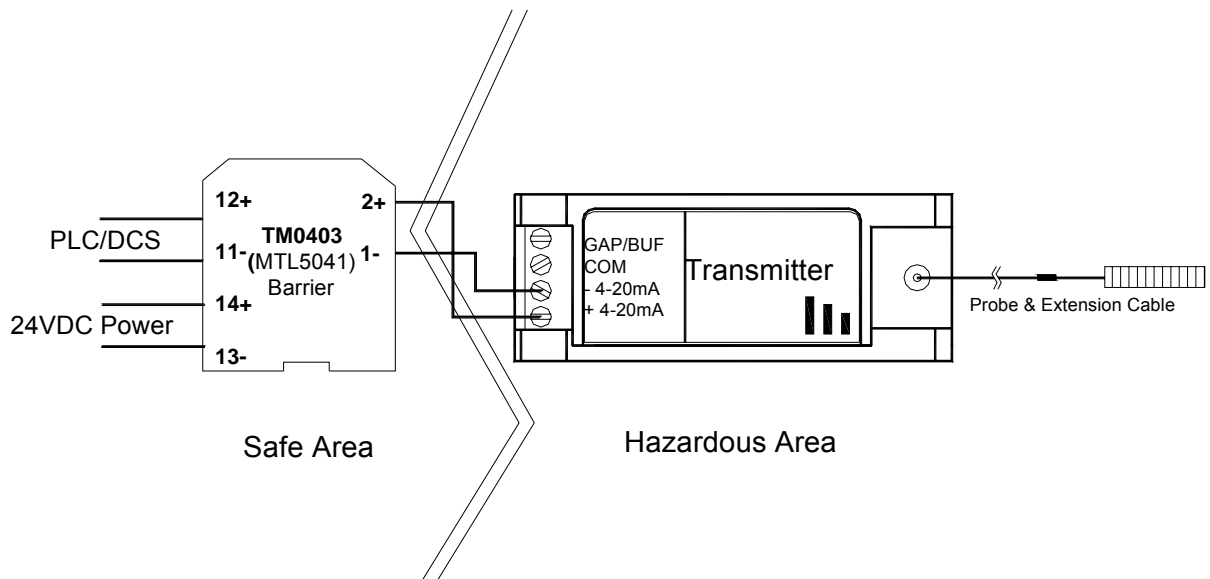 12+
2+
PLC/DCS
TM0403
11-
(MTL5041)
1-
Barrier
14+
24VDC Power
13-
GAP/BUF
COM
- 4-20mA
+ 4-20mA
Transmitter
Probe & Extension Cable
Safe Area
Hazardous Area